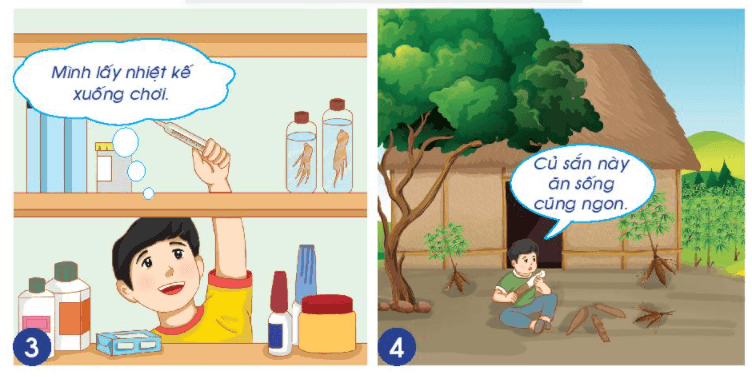 Mình lấy nhiệt kế
xuống chơi.
3
Củ sắn này
ăn sống
cũng ngon.
4